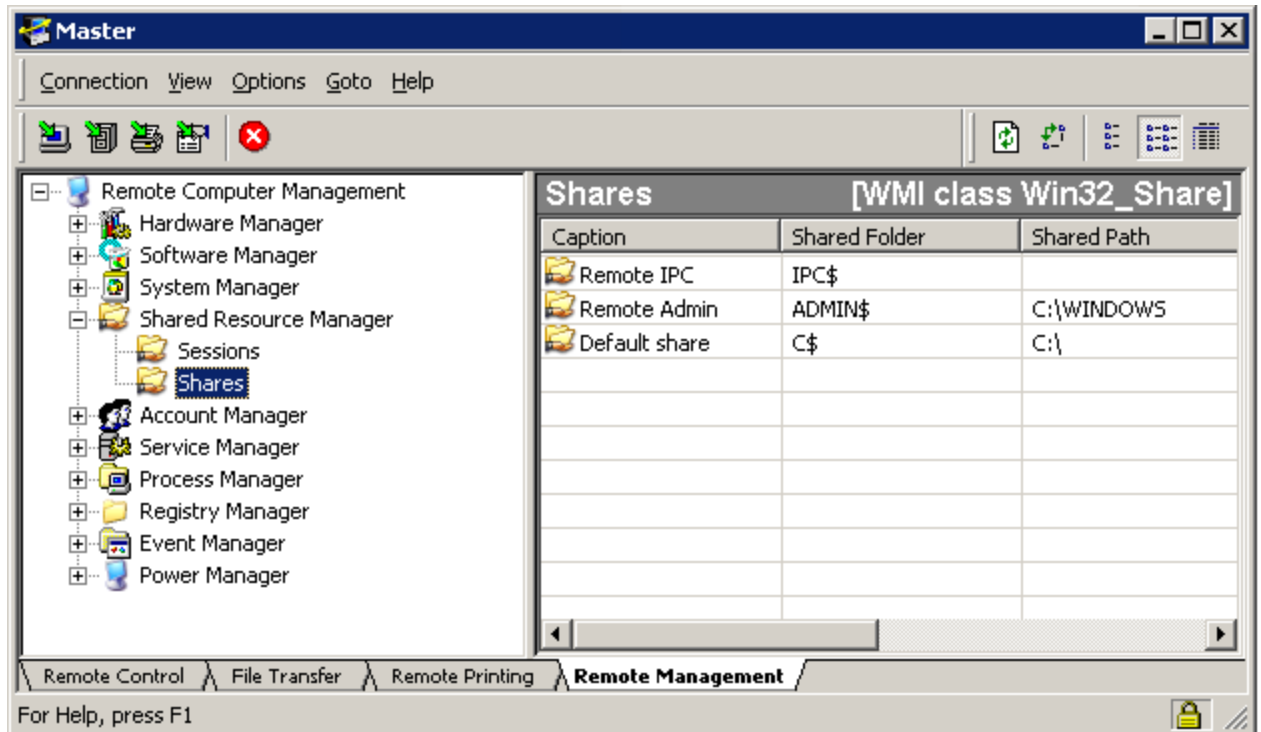 Master
Connection View Options Goto Help
Remote Computer Management
Hardware Manager
Software Manager
System Manager
Shared Resource Manager
Sessions
Shares
Account Manager
Service Manager
Process Manager
Registry Manager
Event Manager
Power Manager
Shares [WMI class Win32_Share]
Caption Shared Folder Shared Path
Remote IPC IPC$
Remote Admin ADMIN$ C:\WINDOWS
Default share C$ C:\
Remote Control File Transfer Remote Printing Remote Management
For Help, press F1